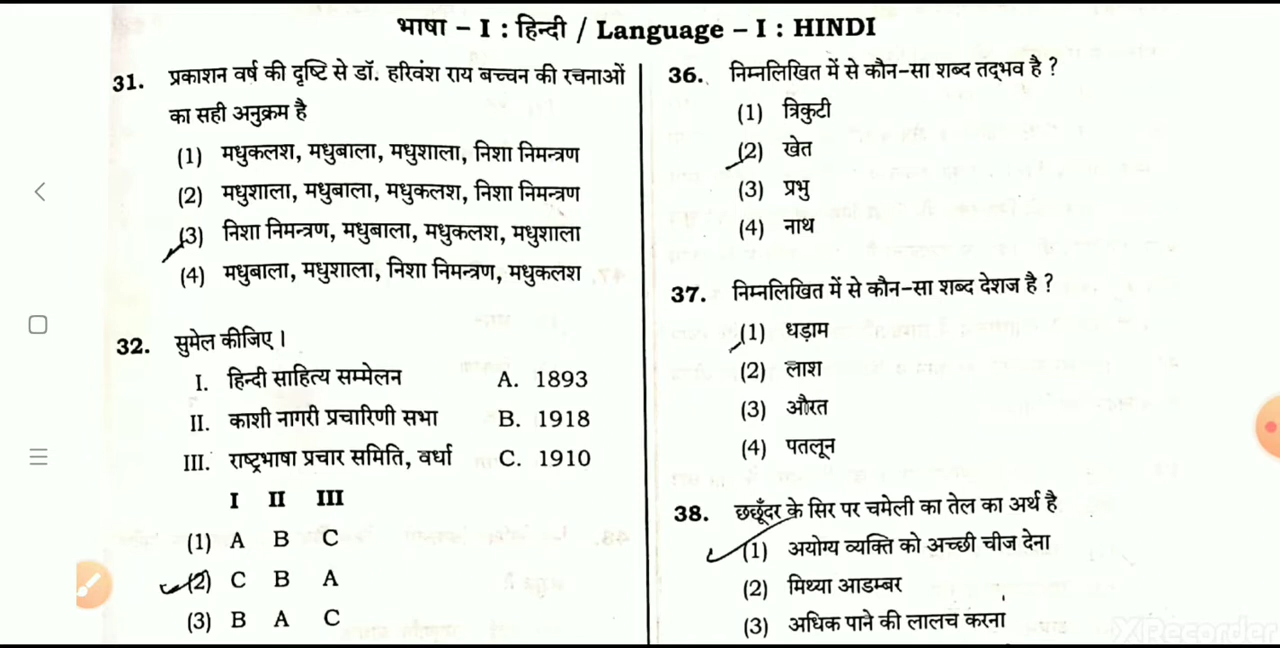 भाषा – I : हिन्दी / Language – I : HINDI
31. प्रकाशन वर्ष की दृष्टि से डॉ. हरिवंश राय बच्चन की रचनाओं
का सही अनुक्रम है
(1) मधुकलश, मधुबाला, मधुशाला, निशा निमन्त्रण
(2) मधुशाला, मधुबाला, मधुकलश, निशा निमन्त्रण
(3) निशा निमन्त्रण, मधुबाला, मधुकलश, मधुशाला
(4) मधुबाला, मधुशाला, निशा निमन्त्रण, मधुकलश
32. सुमेल कीजिए ।
I. हिन्दी साहित्य सम्मेलन A. 1893
II. काशी नागरी प्रचारिणी सभा B. 1918
III. राष्ट्रभाषा प्रचार समिति, वर्धा C. 1910
I II III
(1) A B C
(2) C B A
(3) B A C
36. निम्नलिखित में से कौन-सा शब्द तद्भव है ?
(1) त्रिकुटी
(2) खेत
(3) प्रभु
(4) नाथ
37. निम्नलिखित में से कौन-सा शब्द देशज है ?
(1) धड़ाम
(2) लाश
(3) औरत
(4) पतलून
38. छछूँदर के सिर पर चमेली का तेल का अर्थ है
(1) अयोग्य व्यक्ति को अच्छी चीज देना
(2) मिथ्या आडम्बर
(3) अधिक पाने की लालच करना
XRecorder